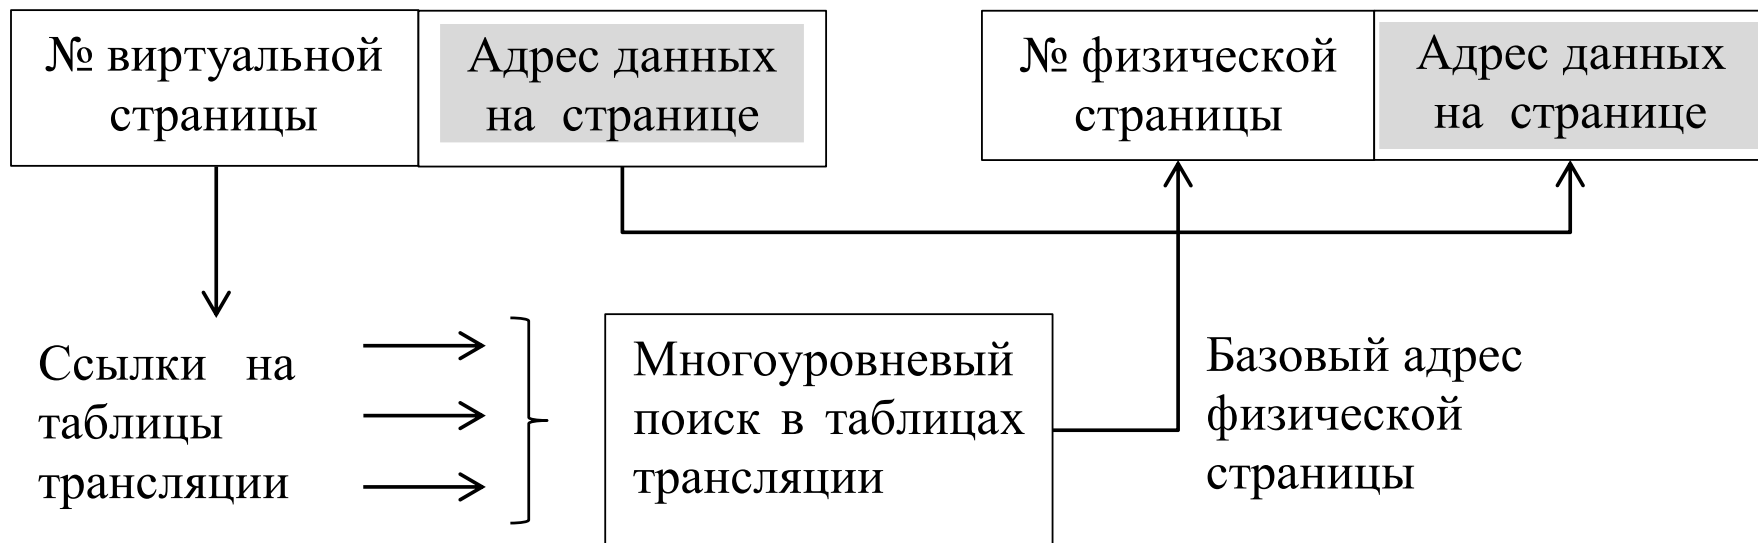 № виртуальной
страницы
Адрес данных
на странице
№ физической
страницы
Адрес данных
на странице
Ссылки на
таблицы
трансляции
Многоуровневый
поиск в таблицах
трансляции
Базовый адрес
физической
страницы